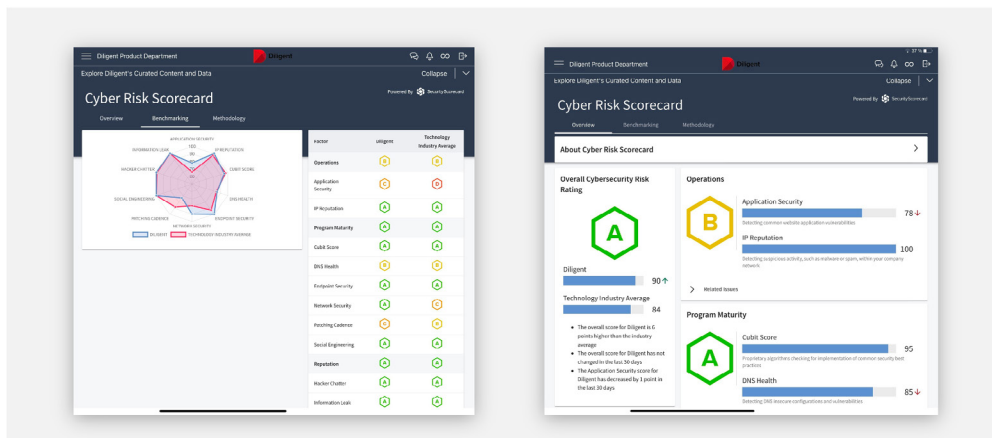 Diligent Product Department
Diligent
Explore Diligent's Curated Content and Data
Collapse
Cyber Risk Scorecard
Powered By SecurityScorecard
Overview
Benchmarking
Methodology
APPLICATION SECURITY
INFORMATION LEAK
IP REPUTATION
HACKER CHATTER
CUBIT SCORE
SOCIAL ENGINEERING
DNS HEALTH
PATCHING CADENCE
ENDPOINT SECURITY
NETWORK SECURITY
100
DILIGENT
TECHNOLOGY INDUSTRY AVERAGE
Factor
Diligent
Technology
Industry Average
Operations B B
Application
Security
C D
IP Reputation A A
Program Maturity A A
Cubit Score A A
DNS Health B B
Endpoint Security A A
Network Security A C
Patching Cadence C B
Social Engineering A A
Reputation A A
Hacker Chatter A A
Information Leak A A
37 %
Diligent Product Department
Diligent
Explore Diligent's Curated Content and Data
Collapse
Cyber Risk Scorecard
Powered By SecurityScorecard
Overview
Benchmarking
Methodology
About Cyber Risk Scorecard
Overall Cybersecurity Risk
Rating
A
Diligent
90
Technology Industry Average
84
• The overall score for Diligent is 6
points higher than the industry
average
• The overall score for Diligent has not
changed in the last 30 days
• The Application Security score for
Diligent has decreased by 1 point in
the last 30 days
Operations
B
Application Security
78
Detecting common website application vulnerabilities
IP Reputation
100
Detecting suspicious activity, such as malware or spam, within your company
network
Related Issues
Program Maturity
A
Cubit Score
95
Proprietary algorithms checking for implementation of common security best
practices
DNS Health
85
Detecting DNS insecure configurations and vulnerabilities